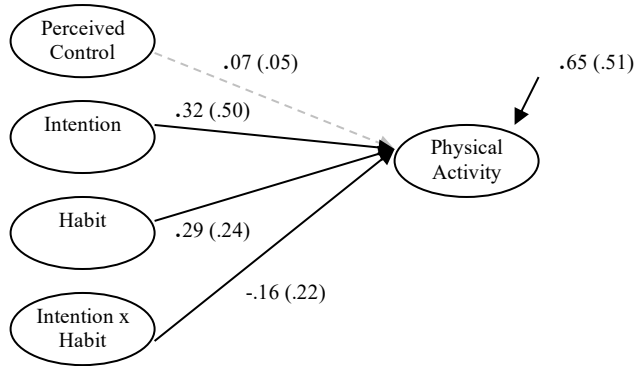 Perceived
Control
.07 (.05)
.65 (.51)
.32 (.50)
Intention
Physical
Activity
Habit
.29 (.24)
-.16 (.22)
Intention x
Habit